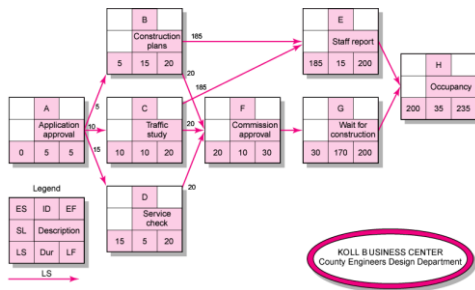 B
Construction
plans
5 15 20
E
Staff report
185 15 200
H
Occupancy
200 35 235
A
Application
approval
0 5 5
C
Traffic
study
10 10 20
F
Commission
approval
20 10 30
G
Wait for
construction
30 170 200
D
Service
check
15 5 20
185
185
5
10
15
20
20
20
Legend
ES ID EF
SL Description
LS Dur LF
LS
KOLL BUSINESS CENTER
County Engineers Design Department